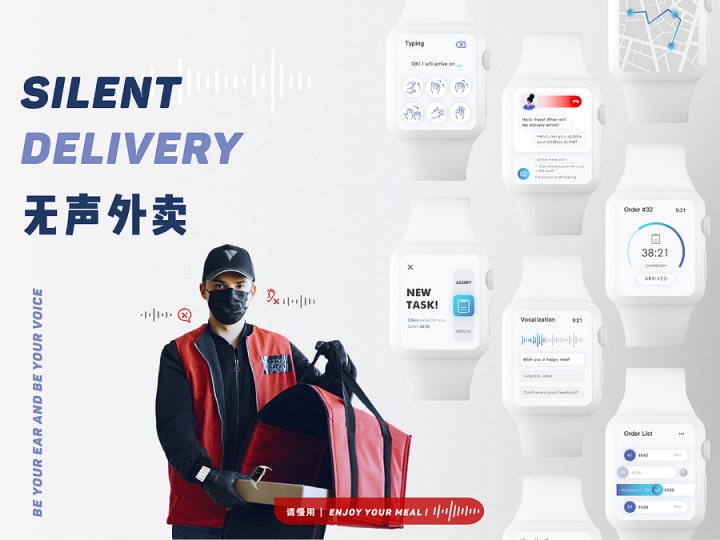 SILENT
DELIVERY
无声外卖
BE YOUR EAR AND BE YOUR VOICE
请慢用 | ENJOY YOUR MEAL !
Typing
OK! I will arrive on
Hello there! When will
my delivery arrive?
Hello! Can you update
your address to me?
Order #32
9:21
38:21
ARRIVED
NEW
TASK!
ACCEPT
REFUSE
Vocalization
9:21
Wish you a happy meal!
Can I have a good feedback?
Order List